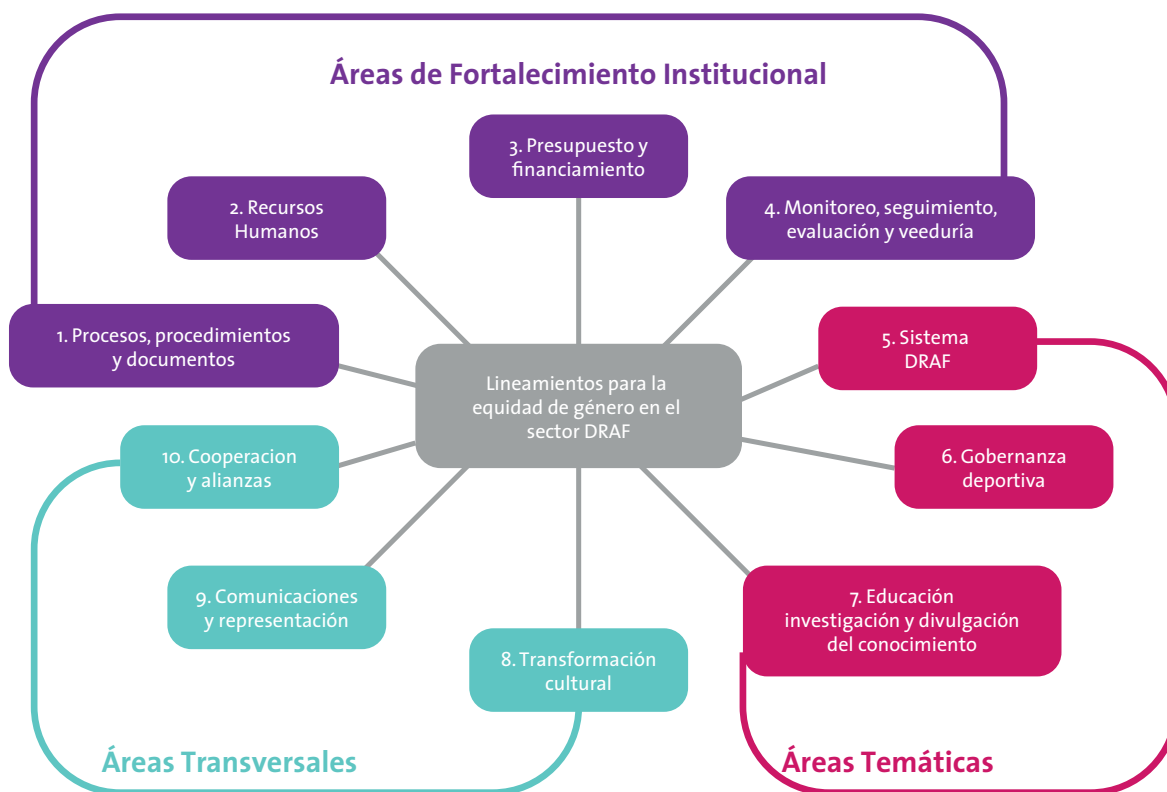 Áreas de Fortalecimiento Institucional
3. Presupuesto y
financiamiento
2. Recursos
Humanos
4. Monitoreo, seguimiento,
evaluación y veeduría
1. Procesos, procedimientos
y documentos
5. Sistema
DRAF
Lineamientos para la
equidad de género en el
sector DRAF
10. Cooperacion
y alianzas
6. Gobernanza
deportiva
9. Comunicaciones
y representación
7. Educación
investigación y divulgación
del conocimiento
8. Transformación
cultural
Áreas Transversales
Áreas Temáticas